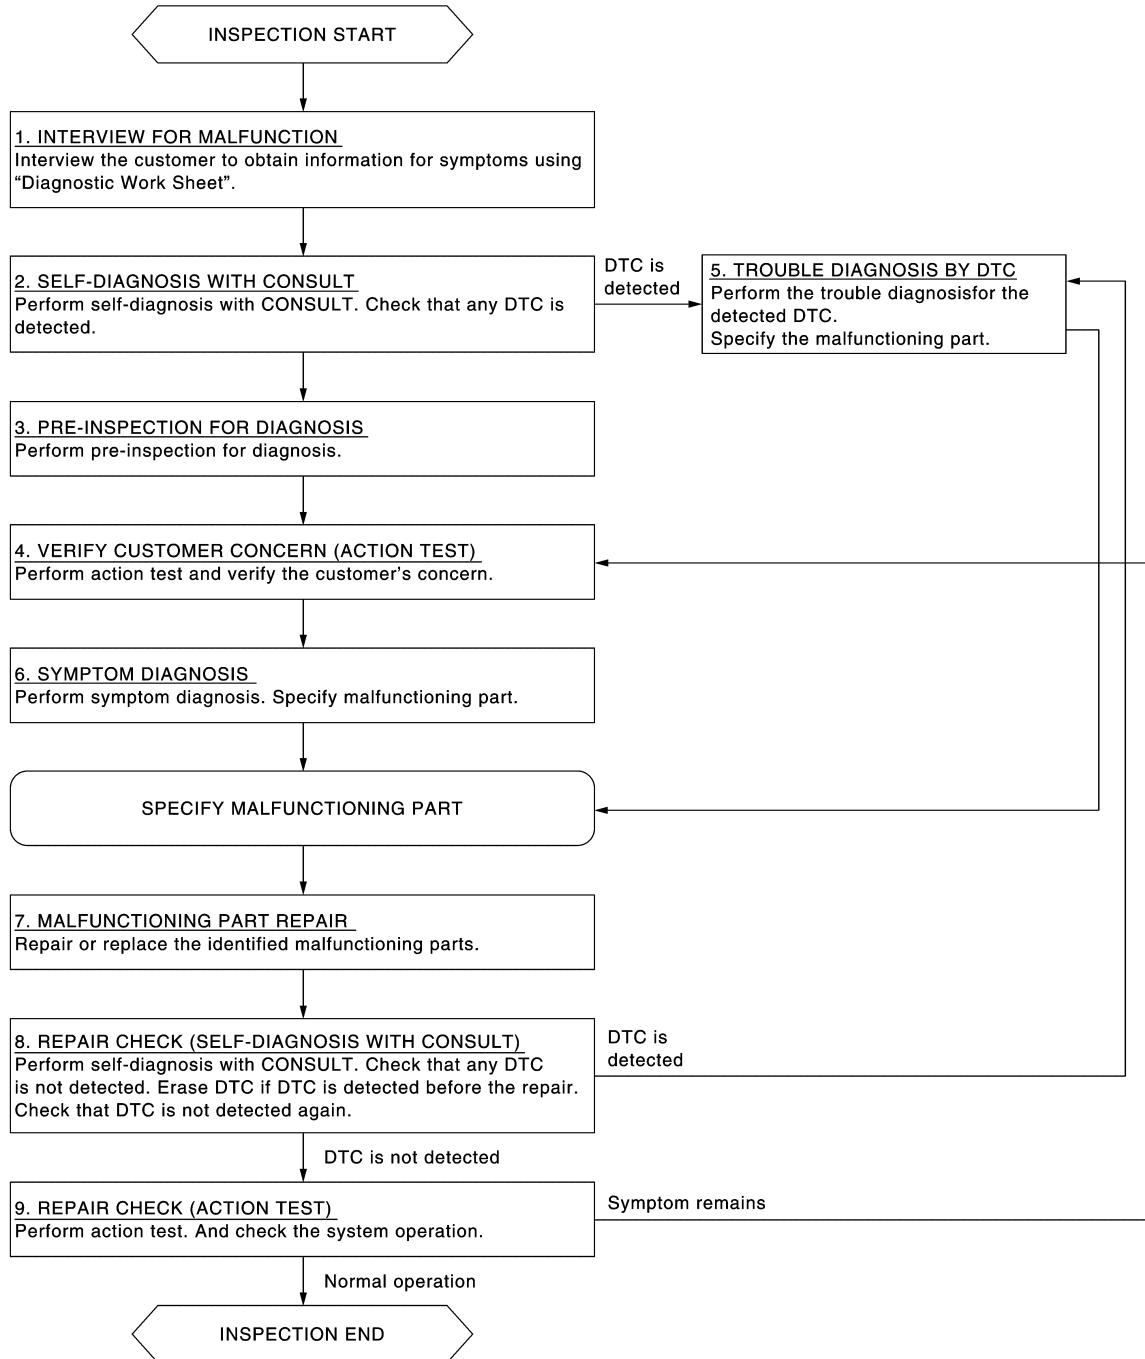 INSPECTION START
1. INTERVIEW FOR MALFUNCTION
Interview the customer to obtain information for symptoms using
“Diagnostic Work Sheet”.
2. SELF-DIAGNOSIS WITH CONSULT
Perform self-diagnosis with CONSULT. Check that any DTC is
detected.
DTC is
detected
5. TROUBLE DIAGNOSIS BY DTC
Perform the trouble diagnosisfor the
detected DTC.
Specify the malfunctioning part.
3. PRE-INSPECTION FOR DIAGNOSIS
Perform pre-inspection for diagnosis.
4. VERIFY CUSTOMER CONCERN (ACTION TEST)
Perform action test and verify the customer’s concern.
6. SYMPTOM DIAGNOSIS
Perform symptom diagnosis. Specify malfunctioning part.
SPECIFY MALFUNCTIONING PART
7. MALFUNCTIONING PART REPAIR
Repair or replace the identified malfunctioning parts.
8. REPAIR CHECK (SELF-DIAGNOSIS WITH CONSULT)
Perform self-diagnosis with CONSULT. Check that any DTC
is not detected. Erase DTC if DTC is detected before the repair.
Check that DTC is not detected again.
DTC is
detected
DTC is not detected
9. REPAIR CHECK (ACTION TEST)
Perform action test. And check the system operation.
Symptom remains
Normal operation
INSPECTION END